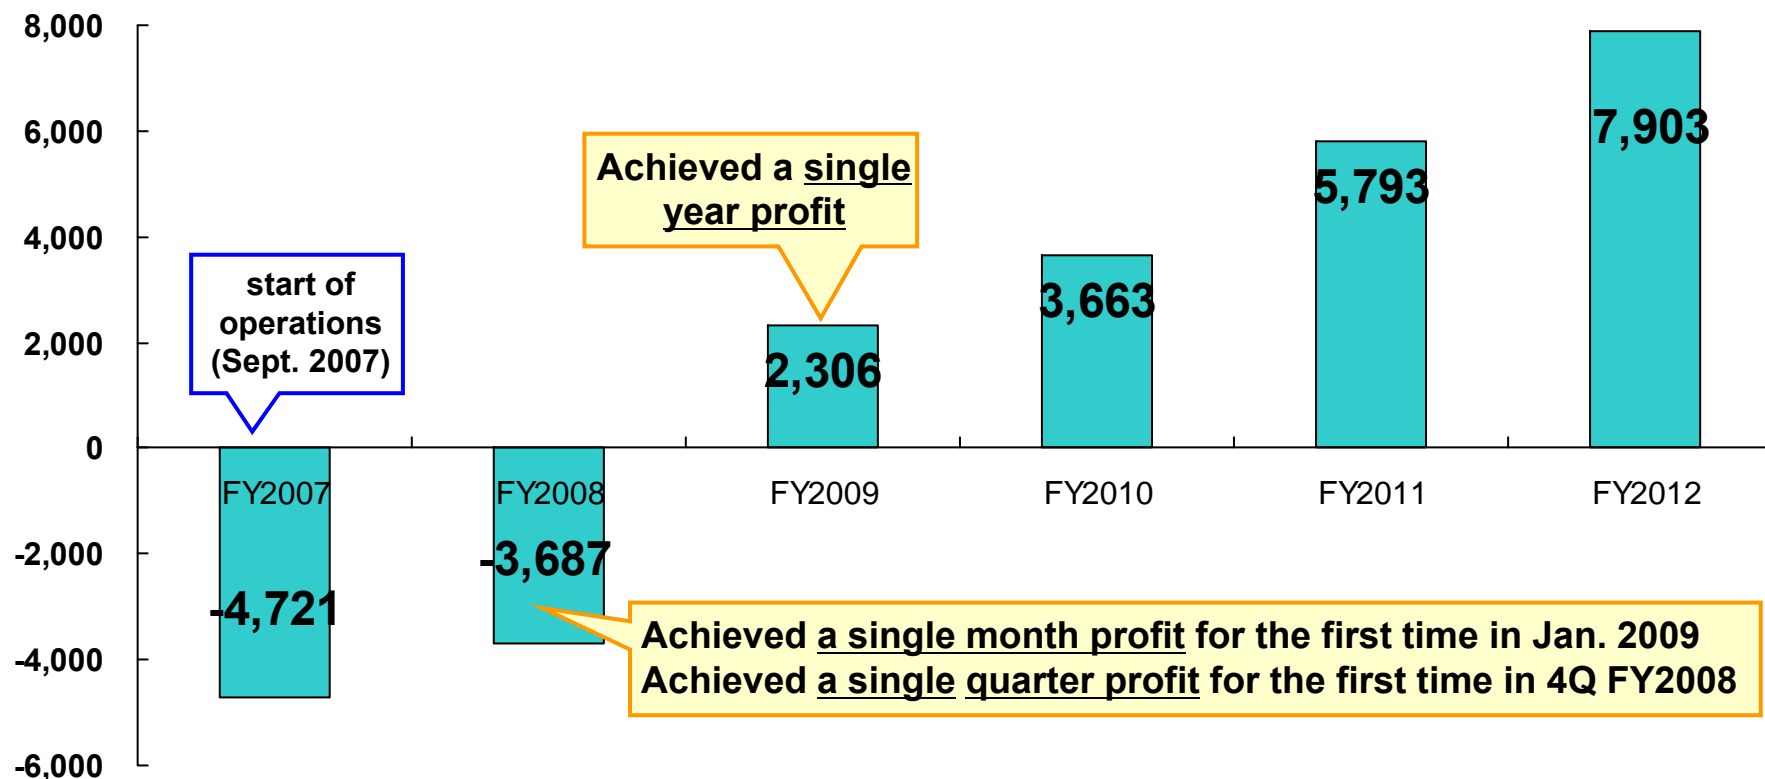 8,000
6,000
4,000
2,000
0
-2,000
-4,000
-6,000
start of
operations
(Sept. 2007)
Achieved a single
year profit
7,903
5,793
3,663
2,306
FY2007
FY2008
FY2009
FY2010
FY2011
FY2012
-4,721
-3,687
Achieved a single month profit for the first time in Jan. 2009
Achieved a single quarter profit for the first time in 4Q FY2008